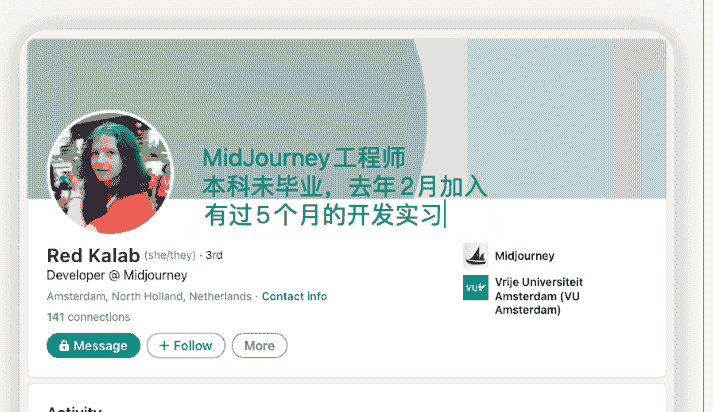 MidJourney工程师
本科未毕业，去年2月加入
有过5个月的开发实习
Red Kalab (she/they) · 3rd
Developer @ Midjourney
Amsterdam, North Holland, Netherlands · Contact info
141 connections
Message + Follow More
Midjourney
VU
Vrije Universiteit
Amsterdam (VU
Amsterdam)
Activity